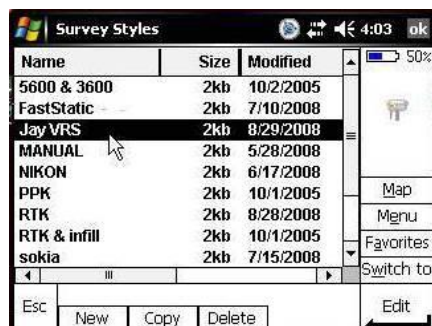 Survey Styles 4:03 ok
Name Size Modified 50%
5600 & 3600 2kb 10/2/2005
FastStatic 2kb 7/10/2008
Jay VRS 2kb 8/29/2008
MANUAL 2kb 5/28/2008
NIKON 2kb 6/17/2008
PPK 2kb 10/1/2005
RTK 2kb 8/28/2008
RTK & infill 2kb 10/1/2005
sokia 2kb 7/15/2008
Map
Menu
Favorites
Switch to
Esc New Copy Delete Edit